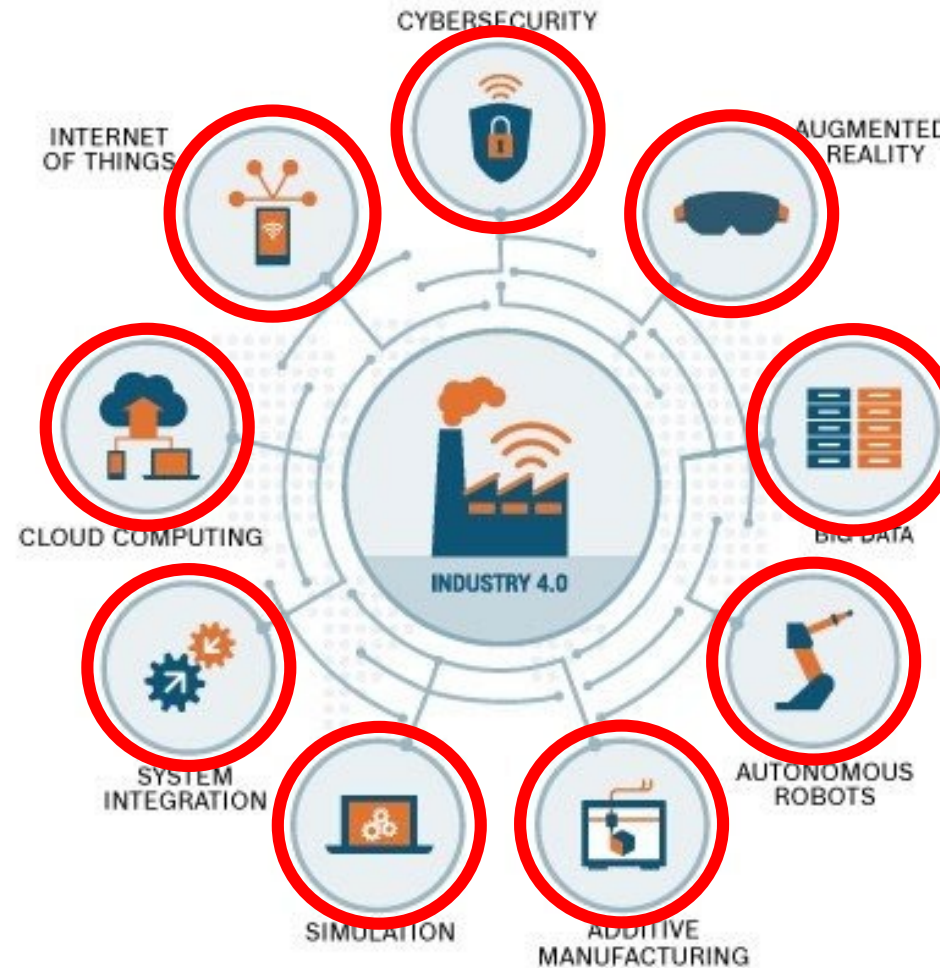 CYBERSECURITY
INTERNET
OF THINGS
AUGMENTED
REALITY
CLOUD COMPUTING
BIG DATA
INDUSTRY 4.0
SYSTEM
INTEGRATION
AUTONOMOUS
ROBOTS
SIMULATION
ADDITIVE
MANUFACTURING